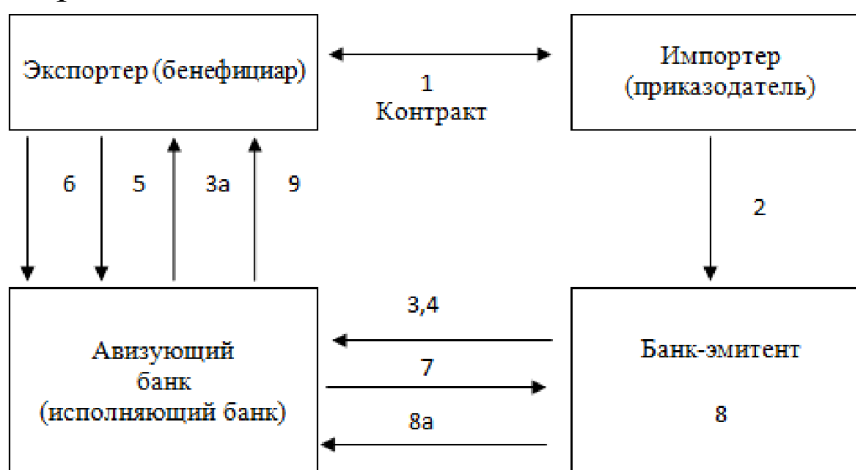 Экспортер (бенефициар)
1
Контракт
Импортер
(приказодатель)
6
5
3а
9
2
Авизующий
банк
(исполняющий банк)
3,4
7
8а
Банк-эмитент
8